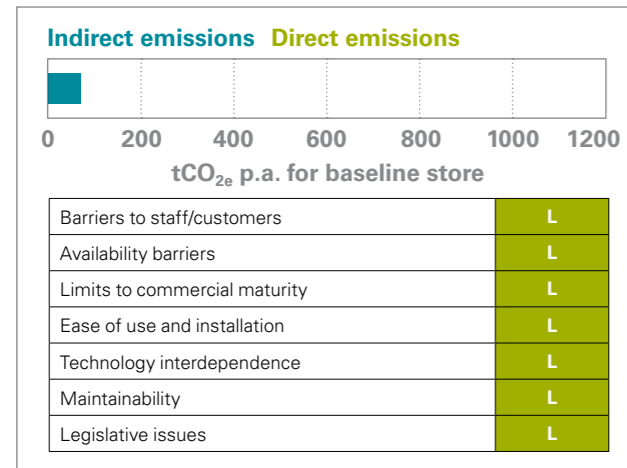 Indirect emissions Direct emissions
0 200 400 600 800 1000 1200
tCO2e p.a. for baseline store
Barriers to staff/customers L
Availability barriers L
Limits to commercial maturity L
Ease of use and installation L
Technology interdependence L
Maintainability L
Legislative issues L